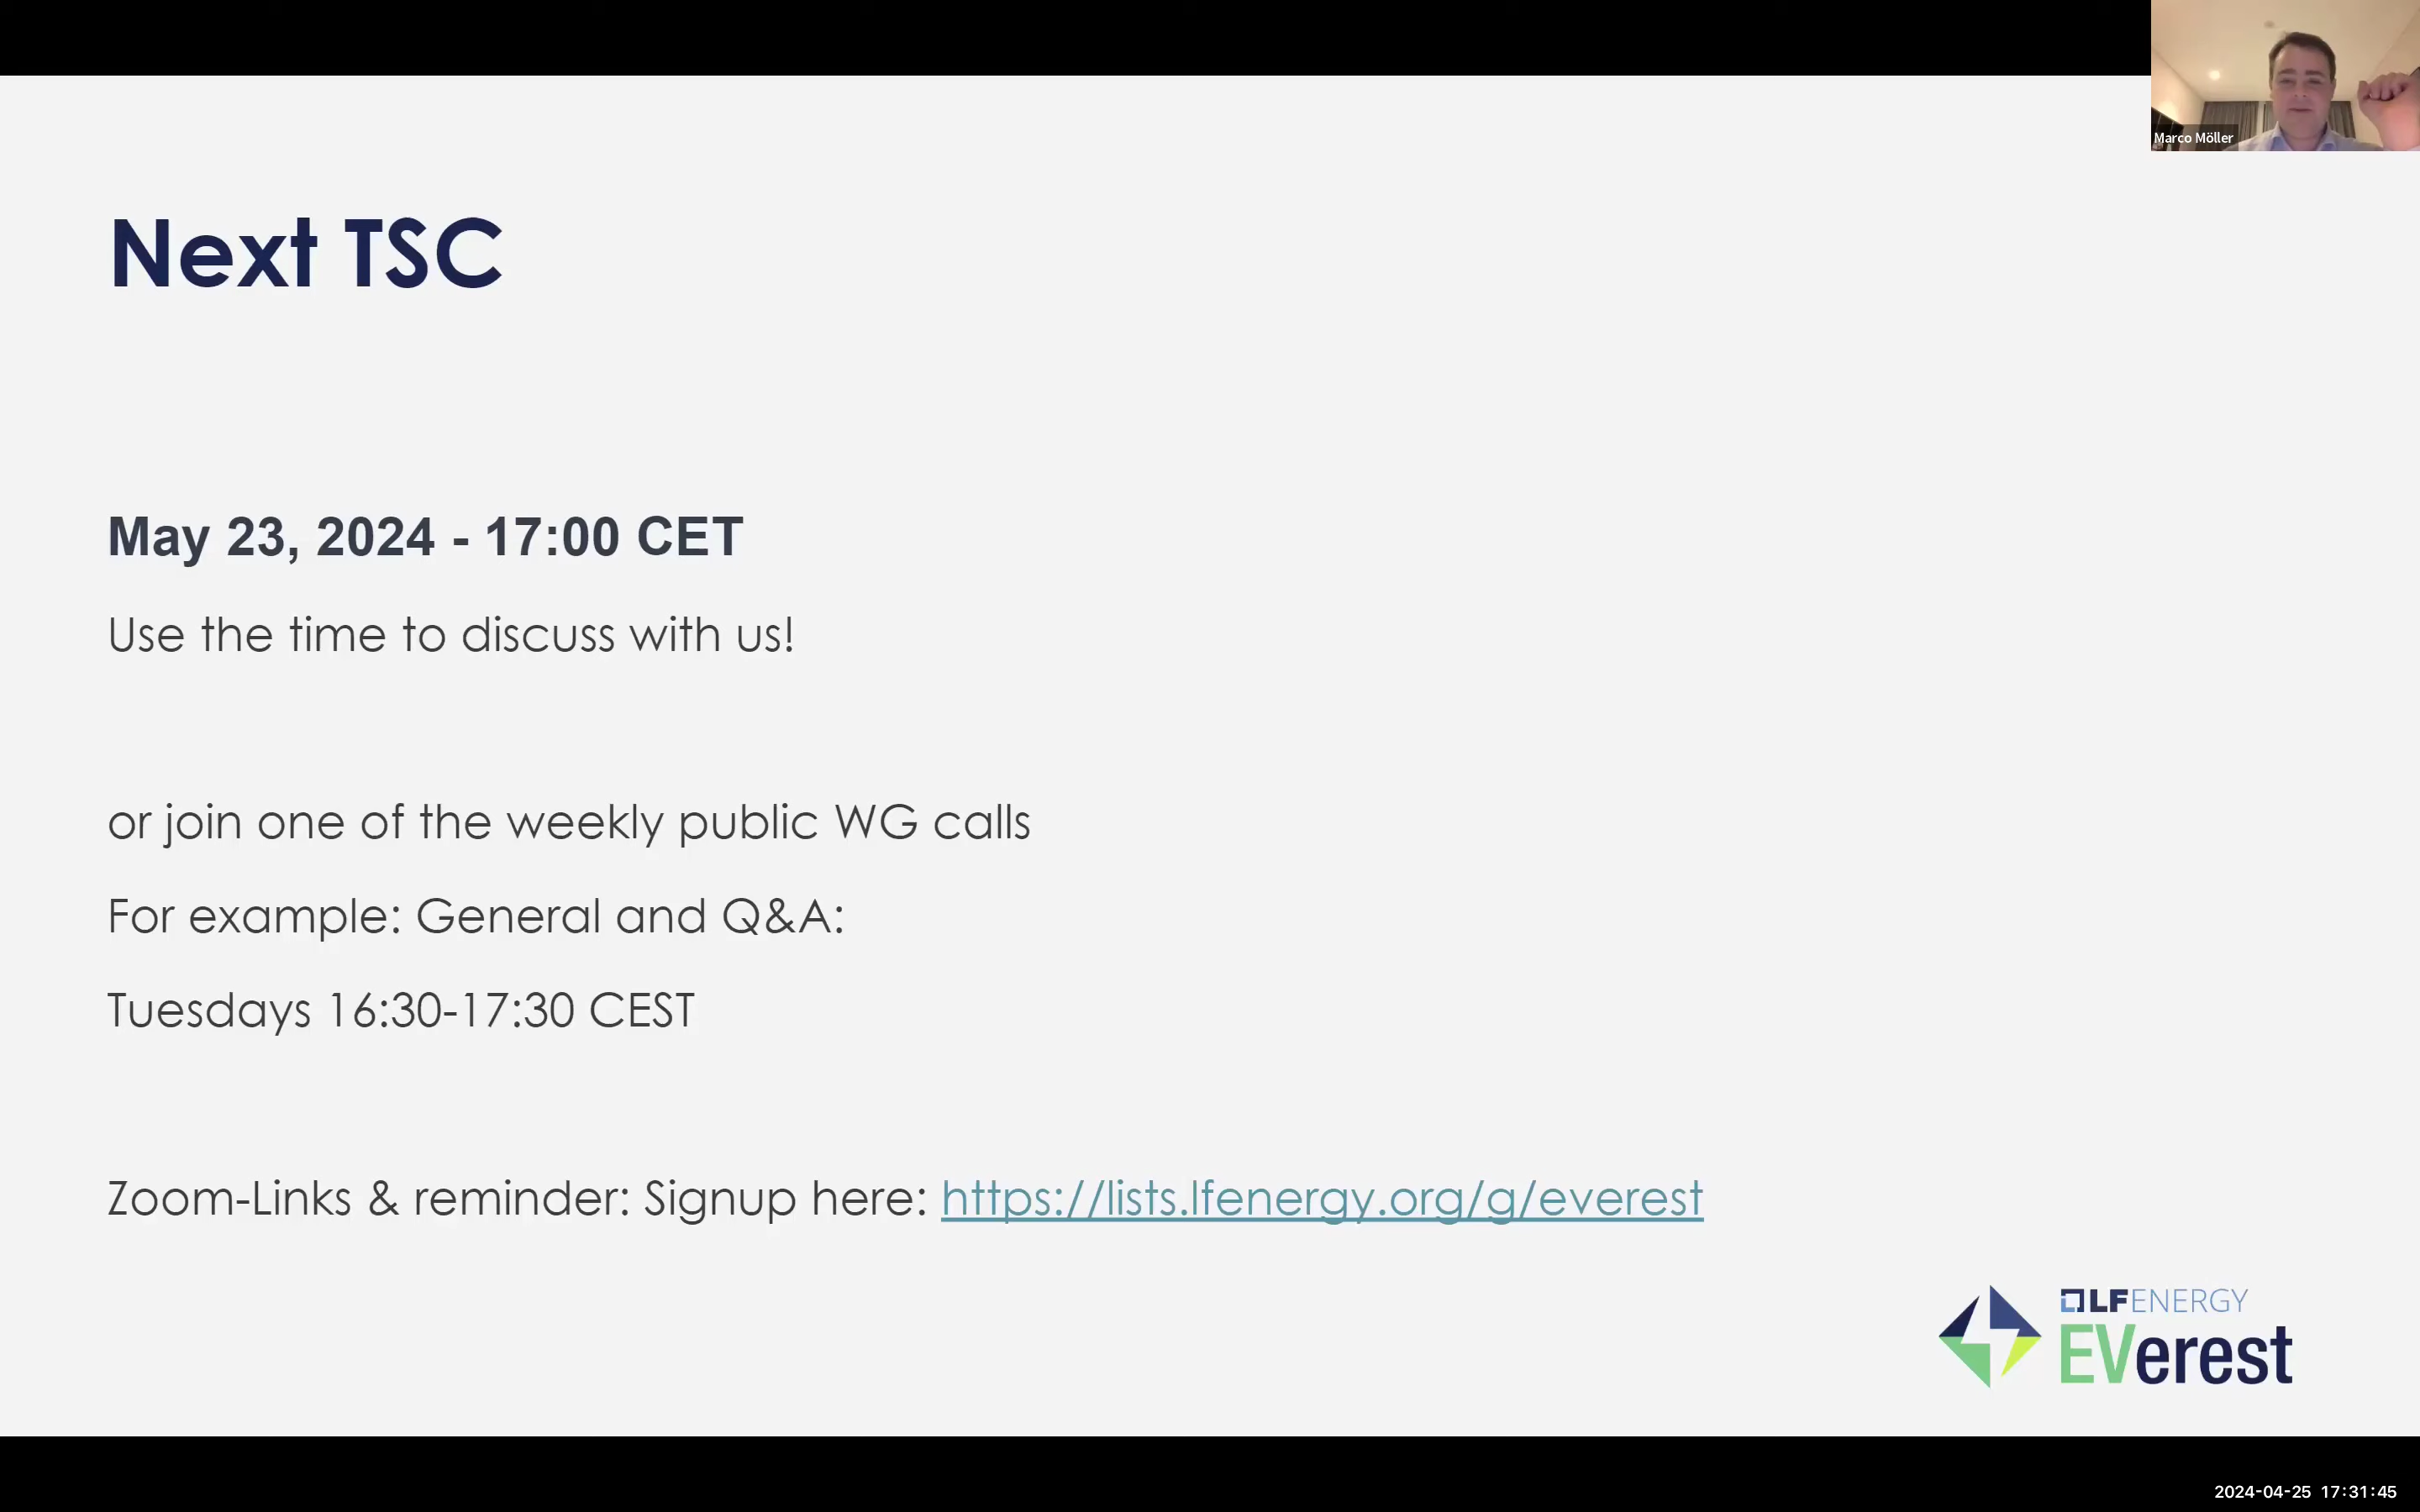 Marco Möller
Next TSC
May 23, 2024 - 17:00 CET
Use the time to discuss with us!
or join one of the weekly public WG calls
For example: General and Q&A:
Tuesdays 16:30-17:30 CEST
Zoom-Links & reminder: Signup here: https://lists.lfenergy.org/g/everest
LFENERGY
EVerest
2024-04-25 17:31:45